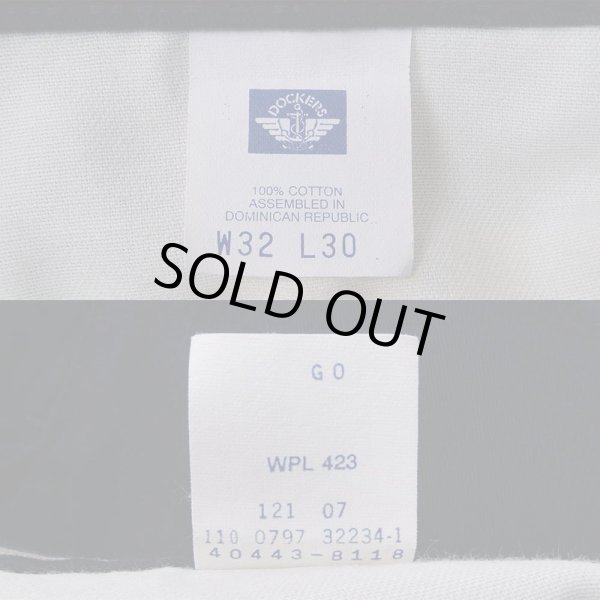 DOCKERS
100% COTTON
ASSEMBLED IN
DOMINICAN REPUBLIC
W32 L30
SOLD OUT
GO
WPL 423
121 07
110 0797 32234-1
40443-8118